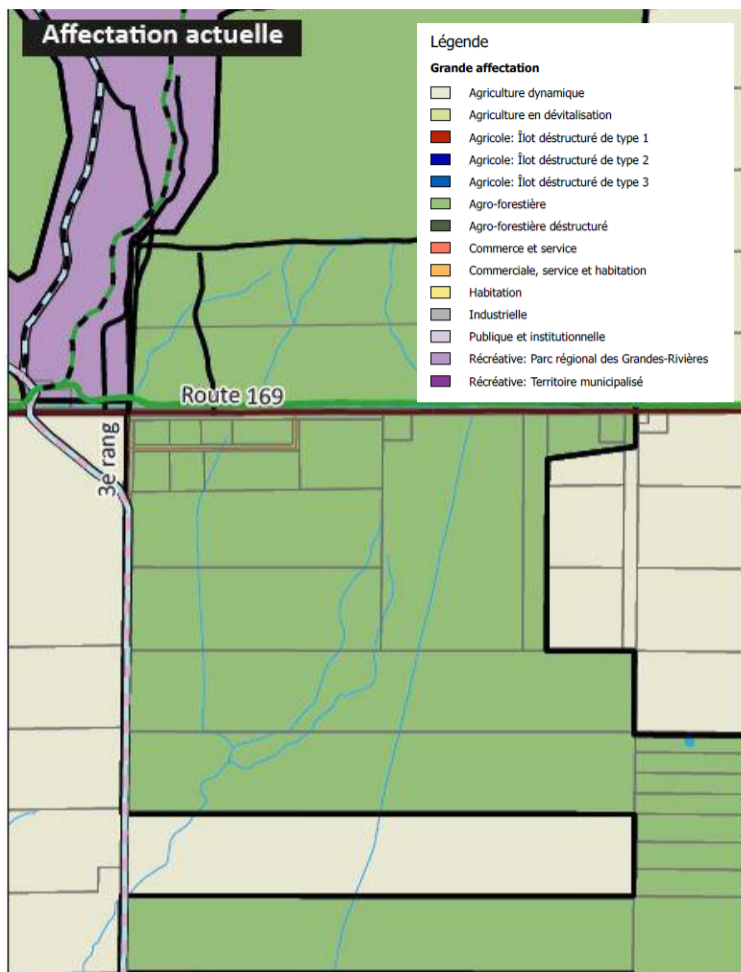 Affectation actuelle
Légende
Grande affectation
Agriculture dynamique
Agriculture en dévitalisation
Agricole: Îlot déstructuré de type 1
Agricole: Îlot déstructuré de type 2
Agricole: Îlot déstructuré de type 3
Agro-forestière
Agro-forestière déstructuré
Commerce et service
Commerciale, service et habitation
Habitation
Industrielle
Publique et institutionnelle
Récréative: Parc régional des Grandes-Rivières
Récréative: Territoire municipalisé
Route 169
3e rang